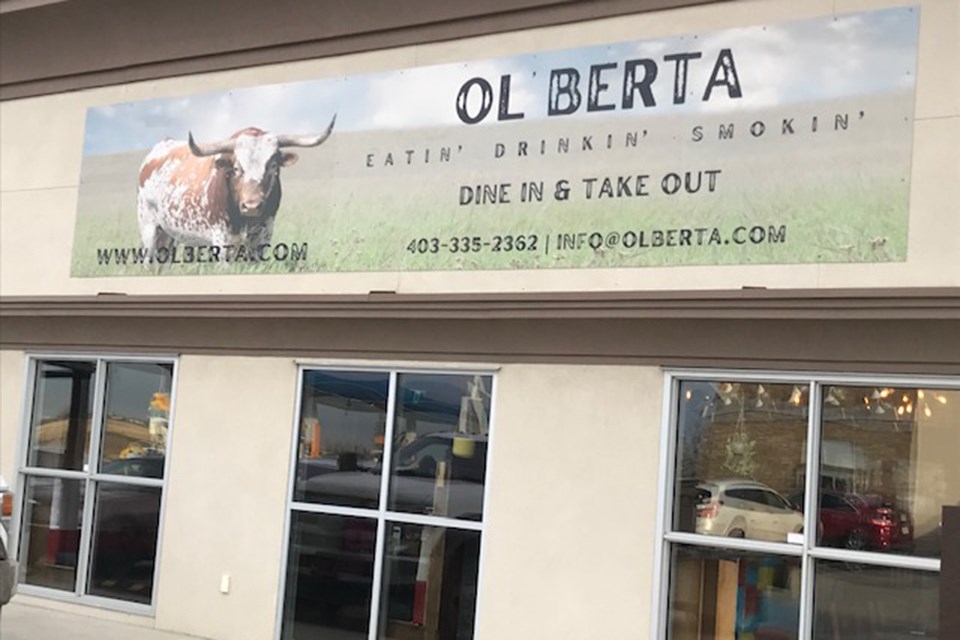 OL' BERTA
EATIN' DRINKIN' SMOKIN'
DINE IN & TAKE OUT
403-335-2362 | INFO@OLBERTA.COM
WWW.OLBERTA.COM